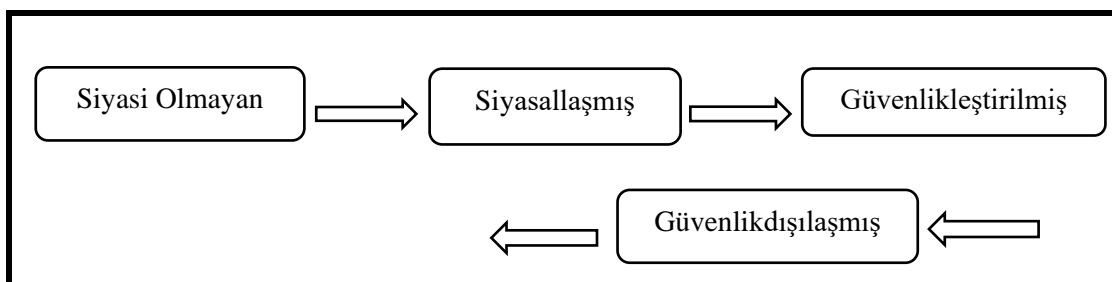 Siyasi Olmayan
Siyasallaşmış
Güvenlikleştirilmiş
Güvenlikdışılaşmış